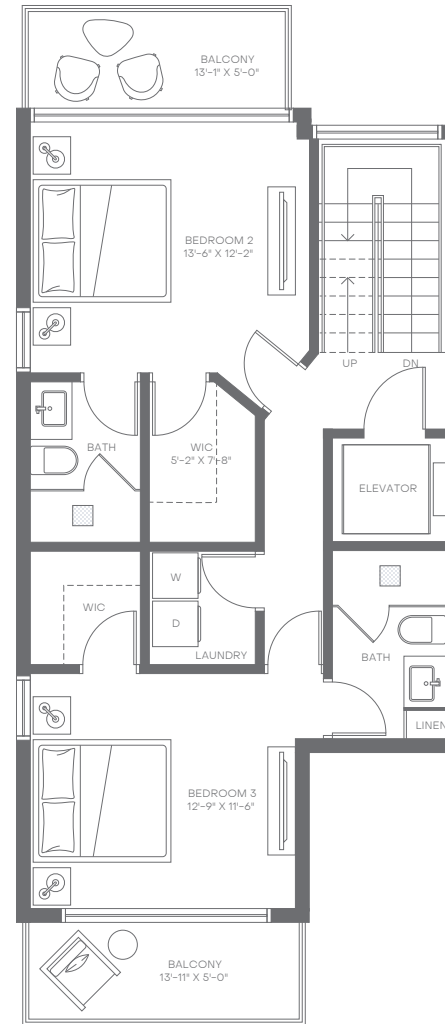 BALCONY
13'-1" X 5'-0"
BEDROOM 2
13'-6" X 12'-2"
UP
DN
BATH
WIC
5'-2" X 7'-8"
ELEVATOR
W
WIC
D
LAUNDRY
BATH
LINEN
BEDROOM 3
12'-9" X 11'-6"
BALCONY
13'-11" X 5'-0"